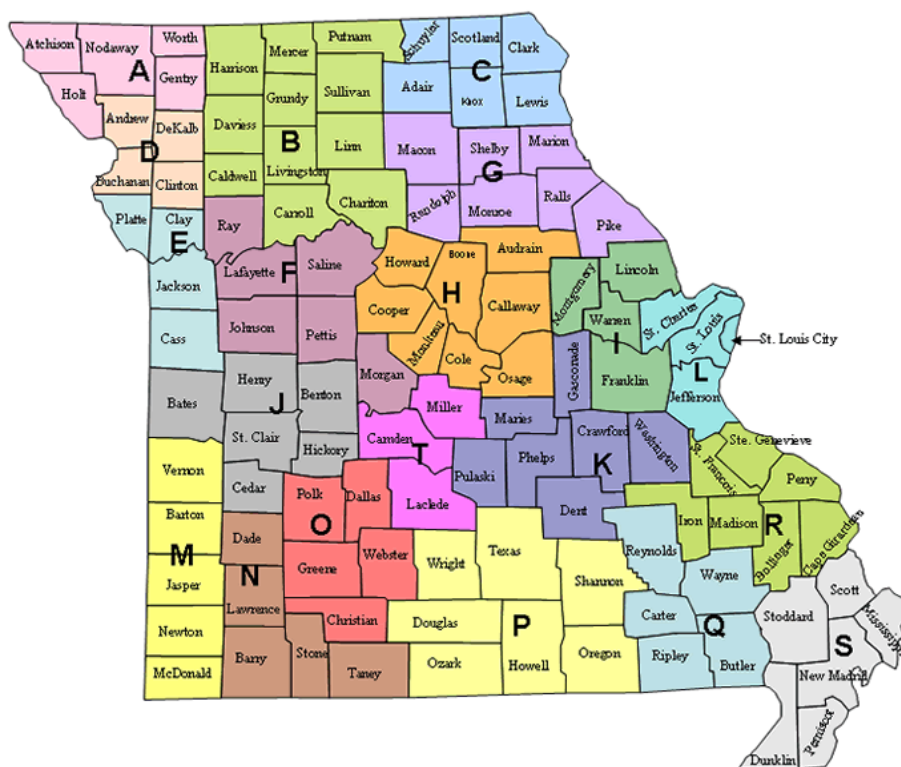 Atchison
Nodaway
Worth
Gentry
Holt
A
Harrison
Mercer
Putnam
Sullivan
Grundy
Daviess
B
Linn
Livingston
Caldwell
Carroll
Chariton
Schuyler
Scotland
Clark
C
Adair
Knox
Lewis
Andrew
DeKalb
D
Buchanan
Clinton
Macon
Shelby
Marion
G
Randolph
Monroe
Ralls
Pike
Platte
Clay
E
Jackson
Cass
Ray
Lafayette
F
Saline
Johnson
Pettis
Morgan
Howard
Boone
Audrain
H
Cooper
Callaway
Moniteau
Cole
Osage
Montgomery
Lincoln
Warren
I
Franklin
St. Charles
St. Louis
St. Louis City
L
Jefferson
Bates
Henry
J
Benton
St. Clair
Hickory
Cedar
Miller
Camden
T
Laclede
Gasconade
Maries
Crawford
Washington
Phelps
K
Pulaski
Dent
Vernon
Barton
M
Jasper
Newton
McDonald
Dade
N
Lawrence
Barry
Stone
Taney
Polk
Dallas
O
Greene
Webster
Christian
Wright
Texas
Shannon
Douglas
P
Ozark
Howell
Oregon
Reynolds
Wayne
Carter
Q
Ripley
Butler
Ste. Genevieve
St. Francois
Perry
Iron
Madison
R
Bollinger
Cape Girardeau
Stoddard
Scott
Mississippi
S
New Madrid
Pemiscot
Dunklin